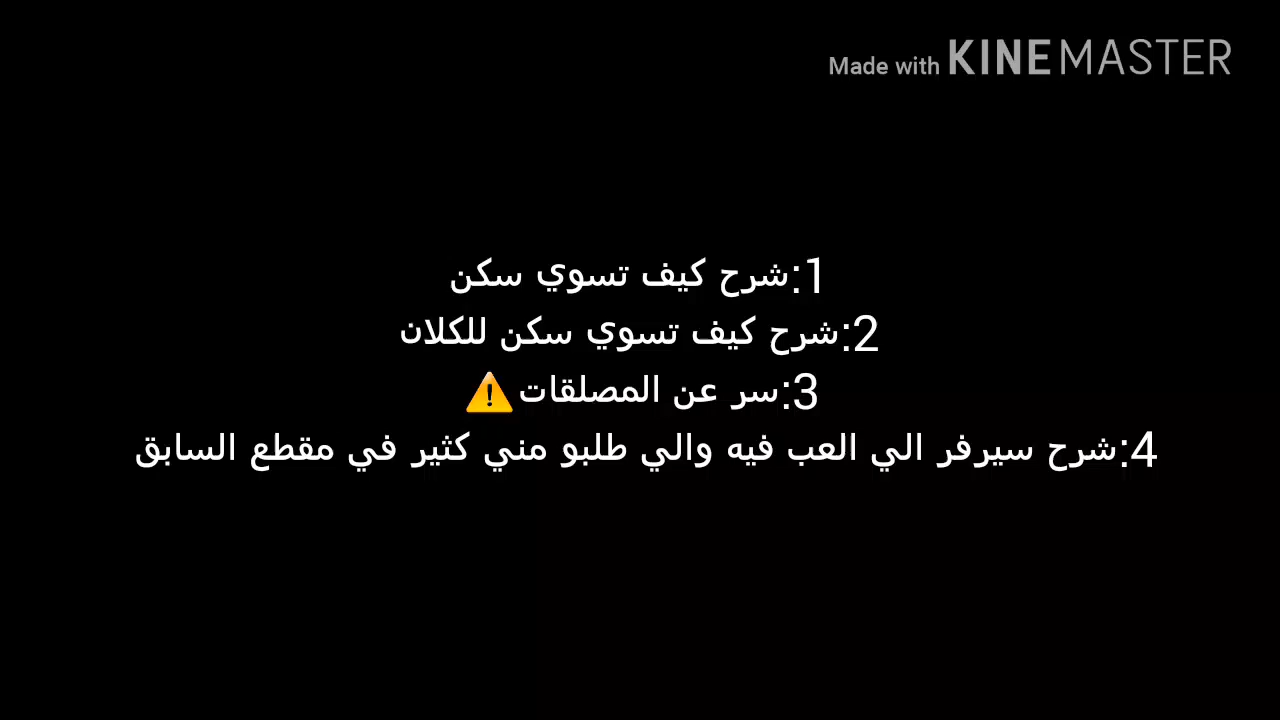 Made with KINEMASTER
1:شرح كيف تسوي سكن
2:شرح كيف تسوي سكن للكلان
3:سر عن المصلقات⚠️
4:شرح سيرفر الي العب فيه والي طلبو مني كثير في مقطع السابق